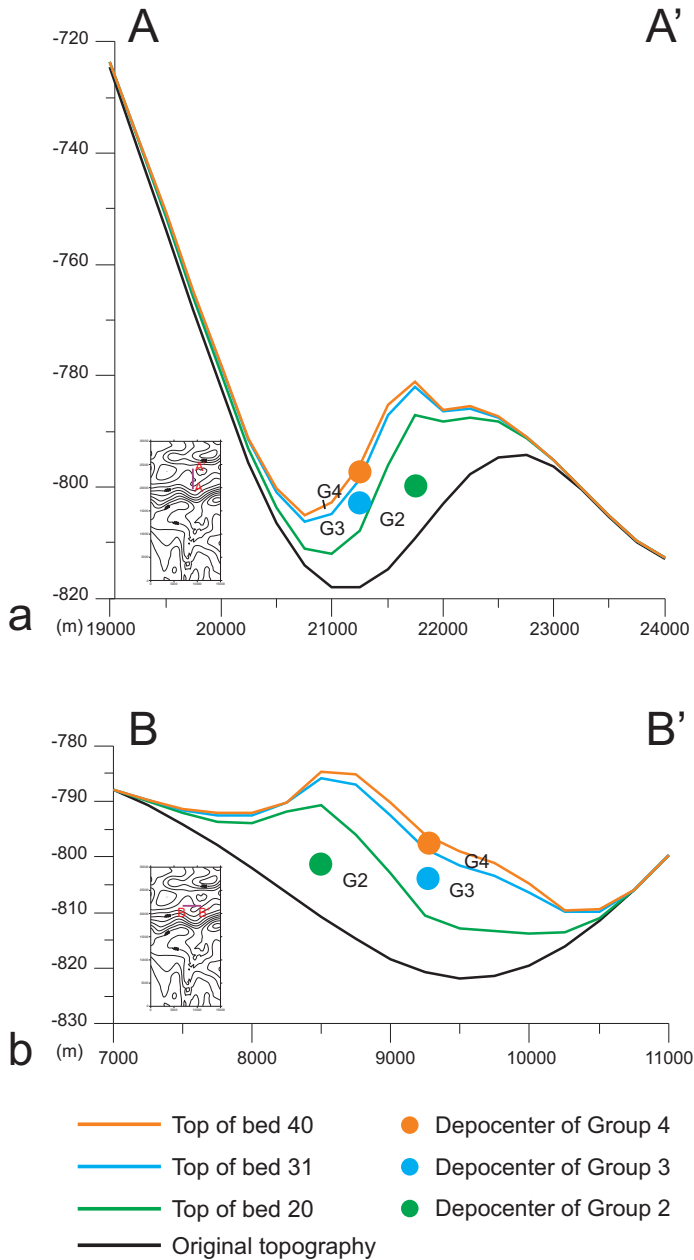 A A’
-720
-740
-760
-780
-800
-820
G4
G3 G2
A’
A
a (m) 19000 20000 21000 22000 23000 24000
B B’
-780
-790
-800
-810
-820
-830
G2 G4
G3
B B’
b (m) 7000 8000 9000 10000 11000
Top of bed 40 Depocenter of Group 4
Top of bed 31 Depocenter of Group 3
Top of bed 20 Depocenter of Group 2
Original topography